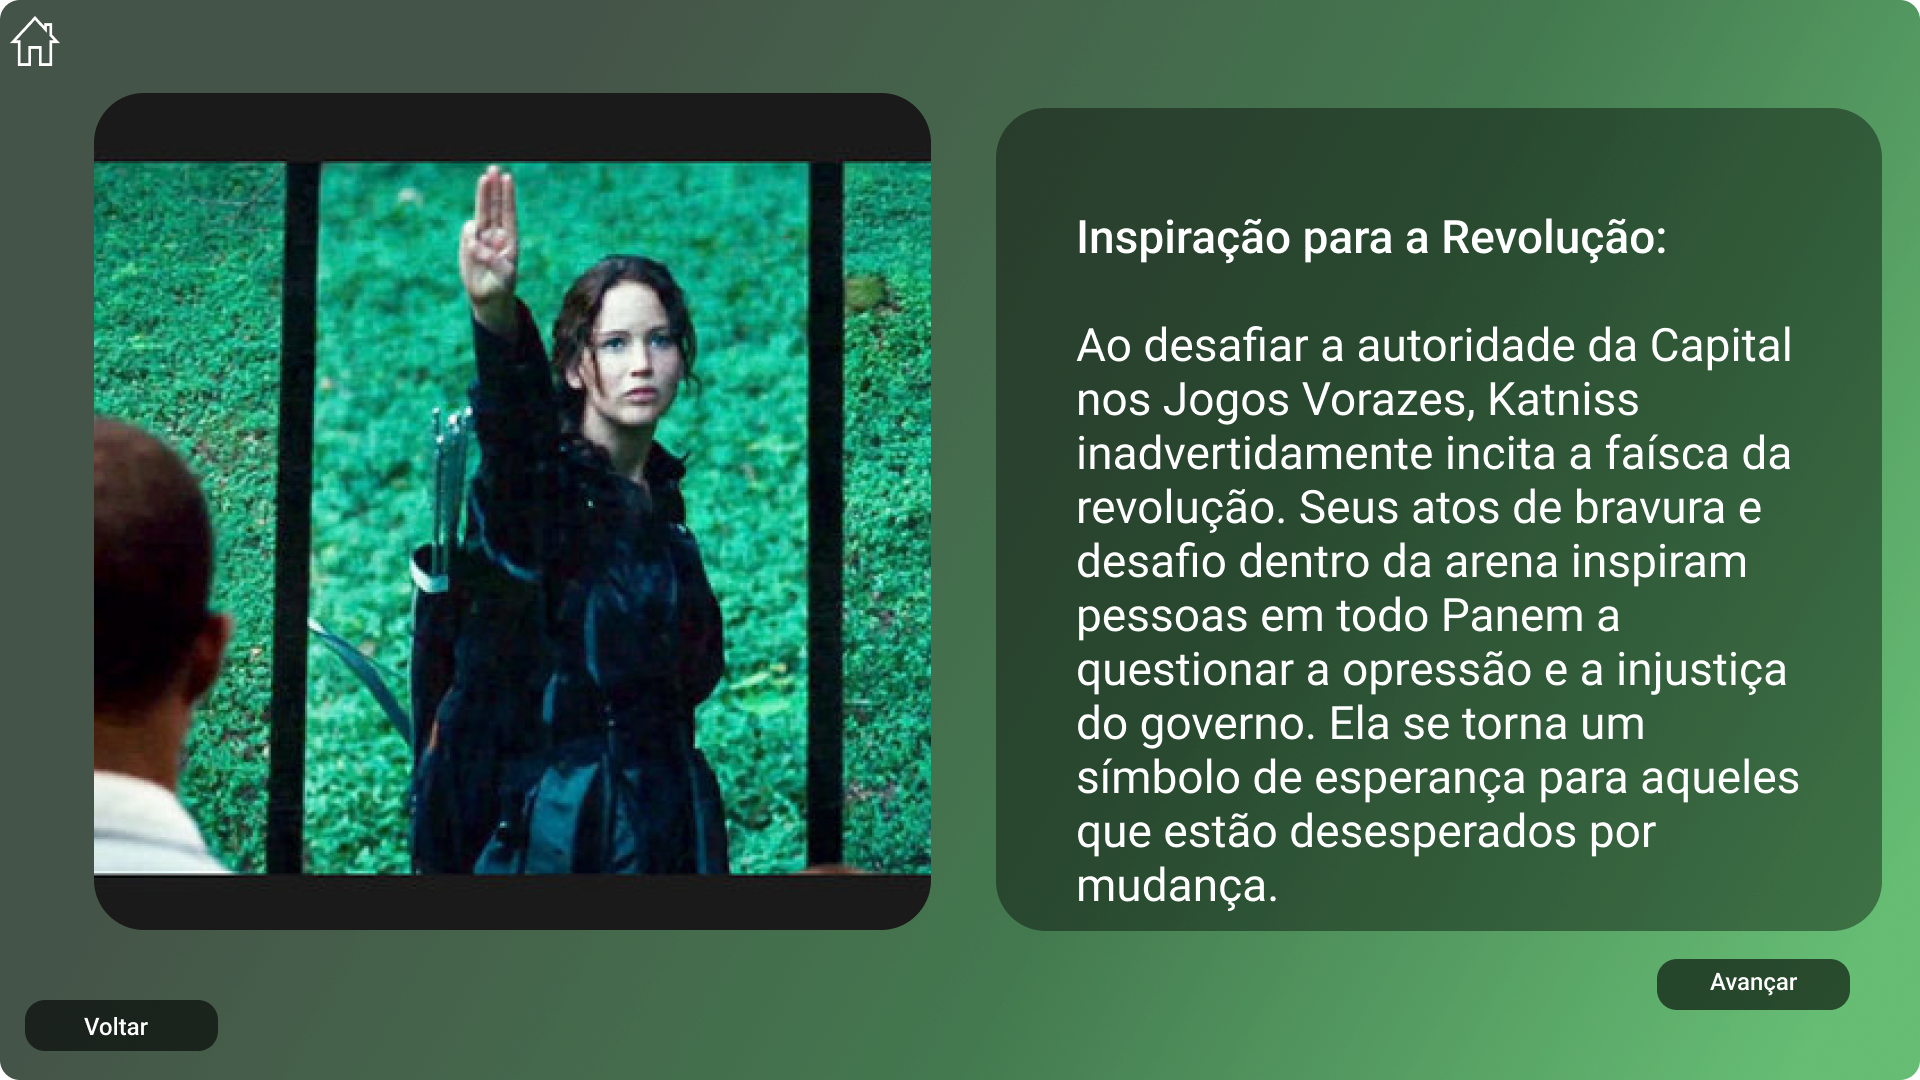 Inspiração para a Revolução:
Ao desafiar a autoridade da Capital
nos Jogos Vorazes, Katniss
inadvertidamente incita a faísca da
revolução. Seus atos de bravura e
desafio dentro da arena inspiram
pessoas em todo Panem a
questionar a opressão e a injustiça
do governo. Ela se torna um
símbolo de esperança para aqueles
que estão desesperados por
mudança.
Avançar
Voltar